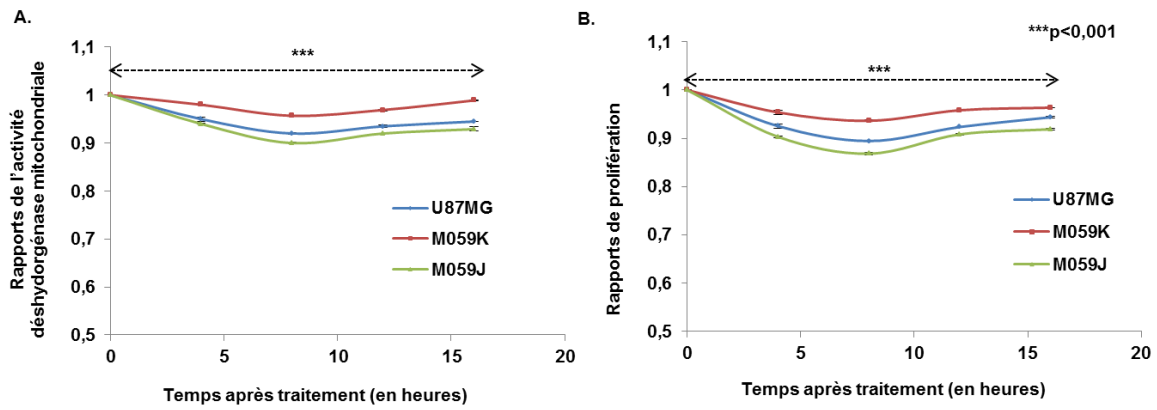 A.
Rapports de l'activité
déshydorgénase mitochondriale
1,1
1
0,9
0,8
0,7
0,6
0,5
***
U87MG
M059K
M059J
0
5
10
15
20
Temps après traitement (en heures)
B.
***p<0,001
Rapports de prolifération
1,1
1
0,9
0,8
0,7
0,6
0,5
***
U87MG
M059K
M059J
0
5
10
15
20
Temps après traitement (en heures)